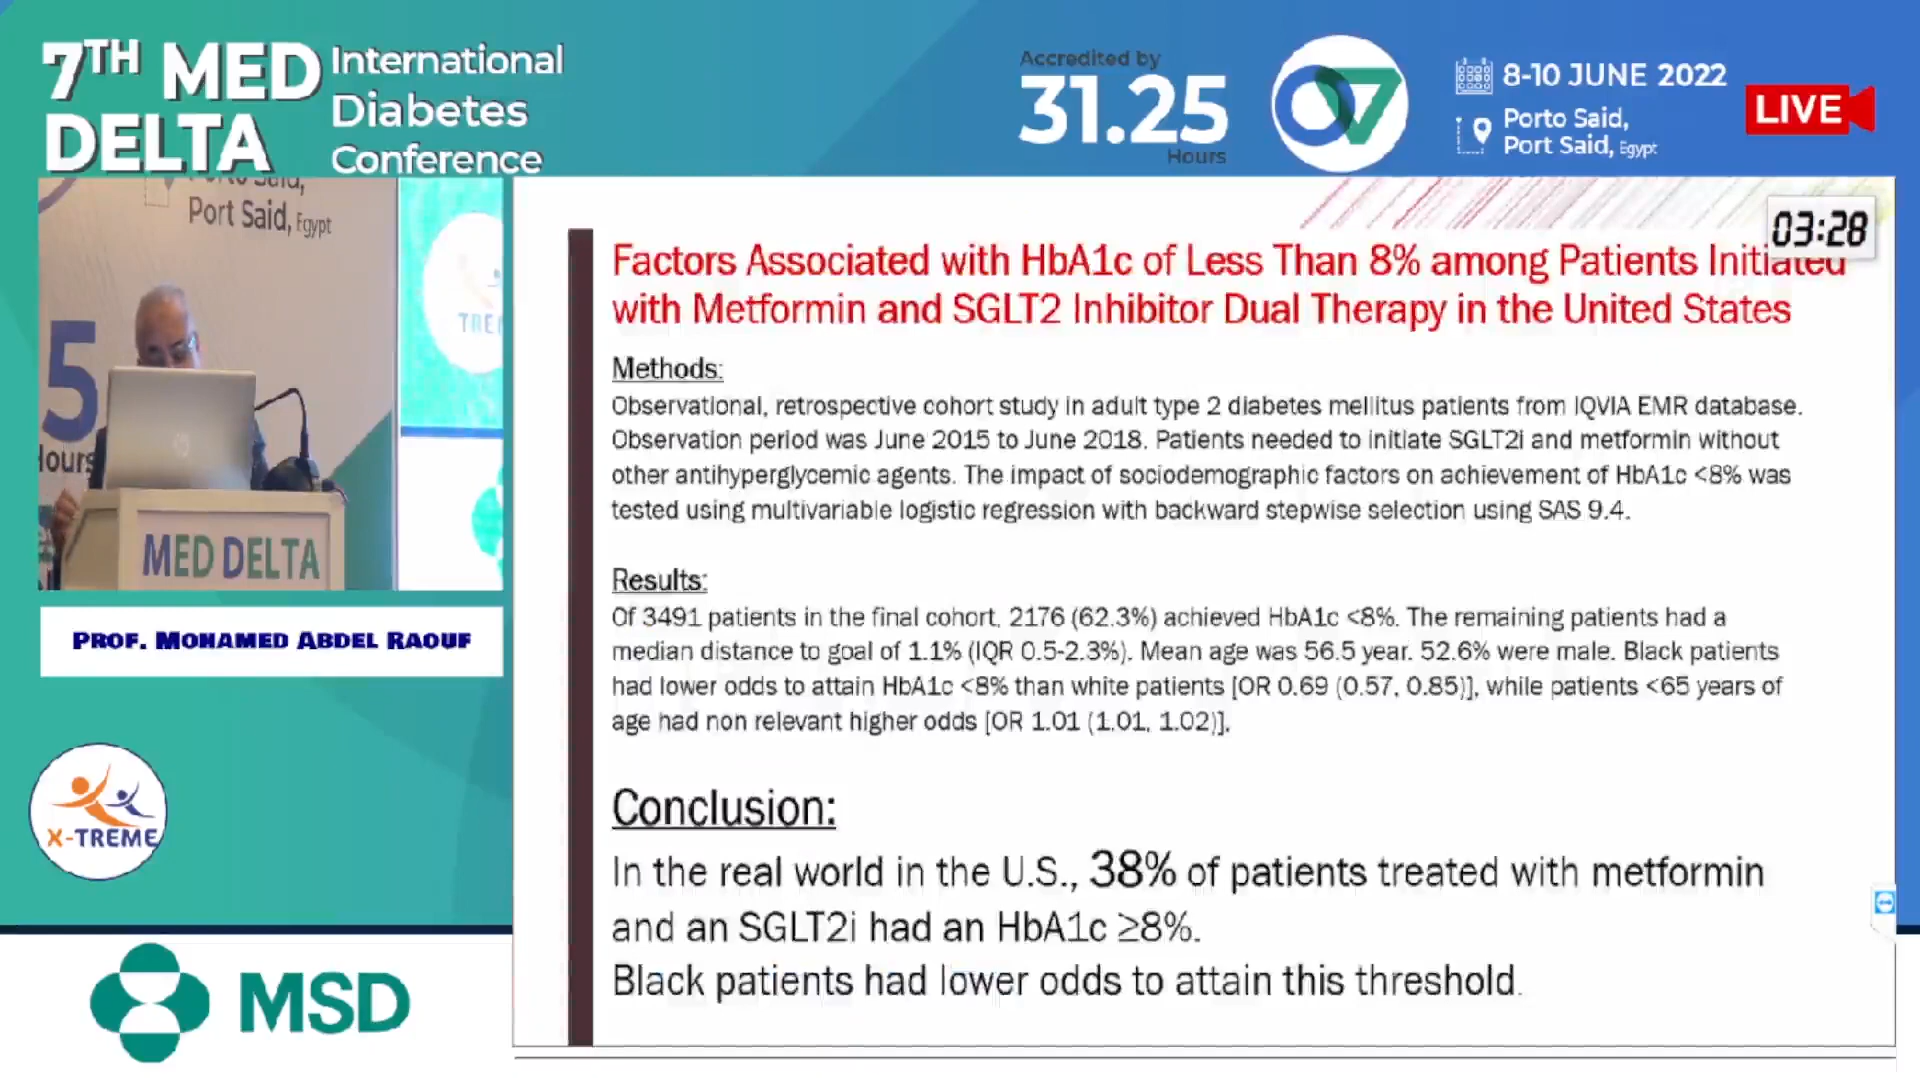 7TH MED
DELTA
International
Diabetes
Conference
Accredited by
31.25
Hours
8-10 JUNE 2022
Porto Said,
Port Said, Egypt
LIVE
Porto Said,
Port Said, Egypt
5
Hours
TREM
MED DELTA
PROF. MOHAMED ABDEL RAOUF
X-TREME
MSD
03:28
Factors Associated with HbA1c of Less Than 8% among Patients Initiated
with Metformin and SGLT2 Inhibitor Dual Therapy in the United States
Methods:
Observational, retrospective cohort study in adult type 2 diabetes mellitus patients from IQVIA EMR database.
Observation period was June 2015 to June 2018. Patients needed to initiate SGLT2i and metformin without
other antihyperglycemic agents. The impact of sociodemographic factors on achievement of HbA1c <8% was
tested using multivariable logistic regression with backward stepwise selection using SAS 9.4.
Results:
Of 3491 patients in the final cohort, 2176 (62.3%) achieved HbA1c <8%. The remaining patients had a
median distance to goal of 1.1% (IQR 0.5-2.3%). Mean age was 56.5 year. 52.6% were male. Black patients
had lower odds to attain HbA1c <8% than white patients [OR 0.69 (0.57, 0.85)], while patients <65 years of
age had non relevant higher odds [OR 1.01 (1.01, 1.02)].
Conclusion:
In the real world in the U.S., 38% of patients treated with metformin
and an SGLT2i had an HbA1c ≥8%.
Black patients had lower odds to attain this threshold.